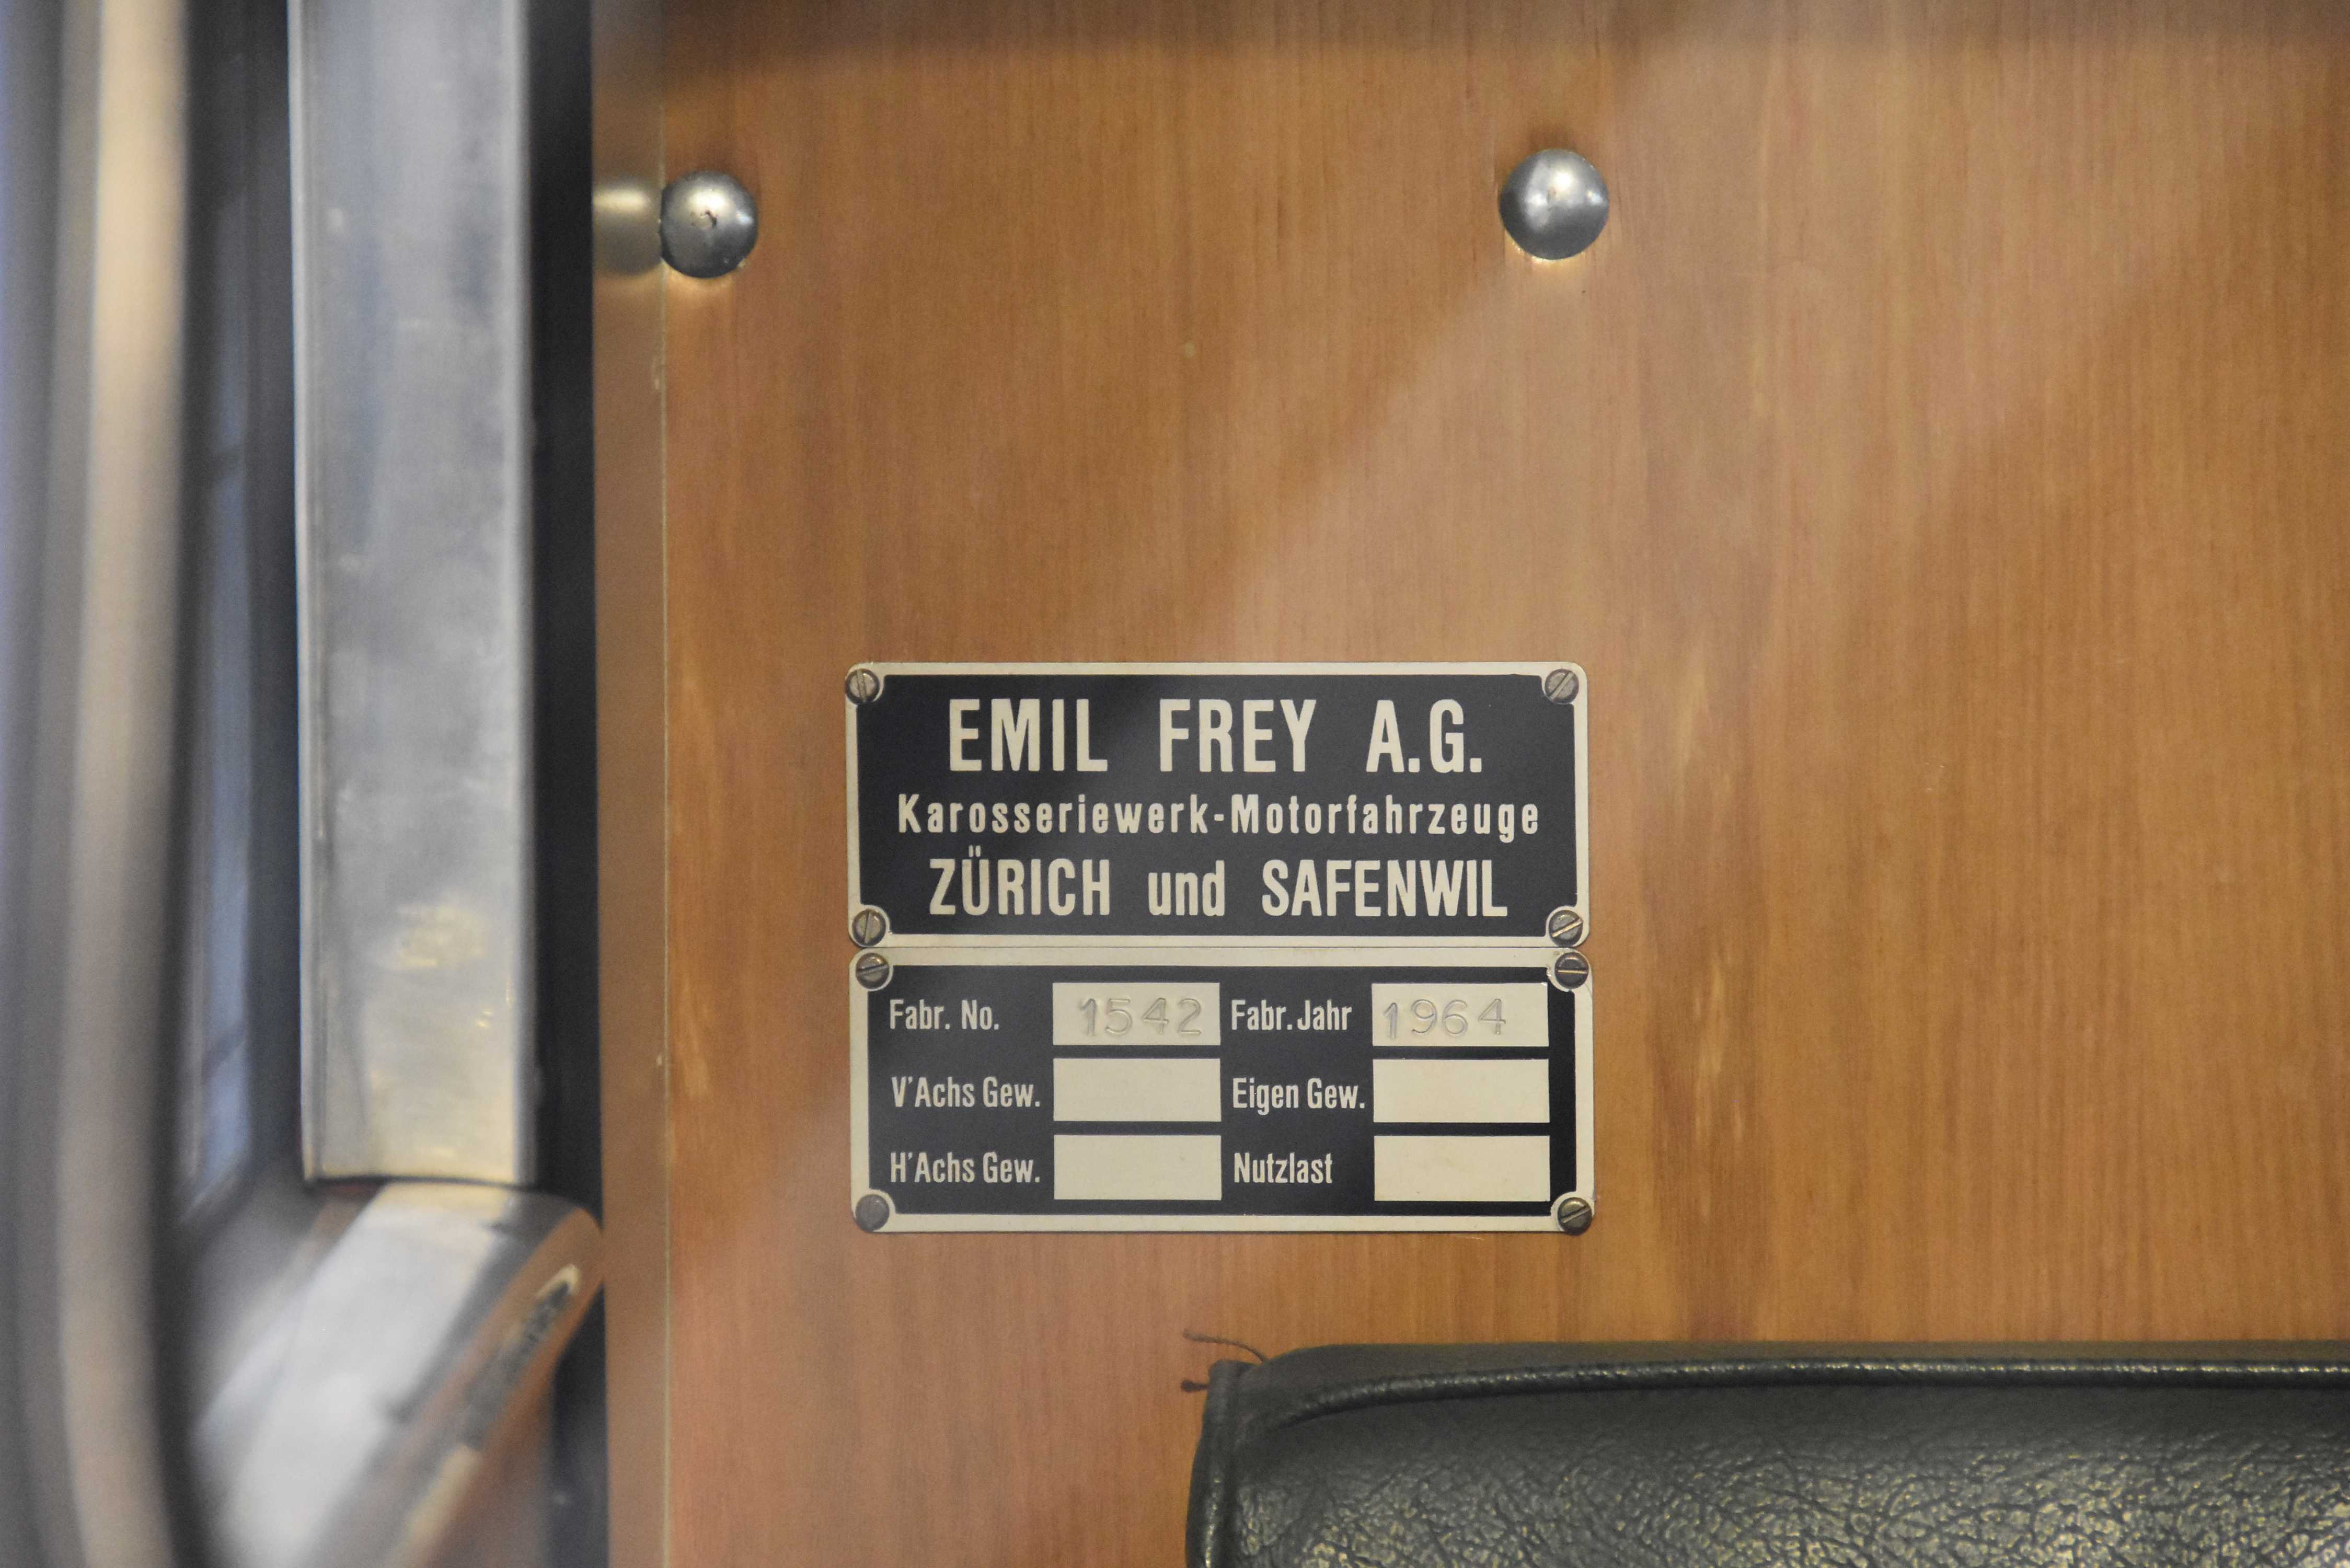 EMIL FREY A.G.
Karosseriewerk-Motorfahrzeuge
ZÜRICH und SAFENWIL
Fabr. No. 1542 Fabr. Jahr 1964
V'Achs Gew. Eigen Gew.
H'Achs Gew. Nutzlast